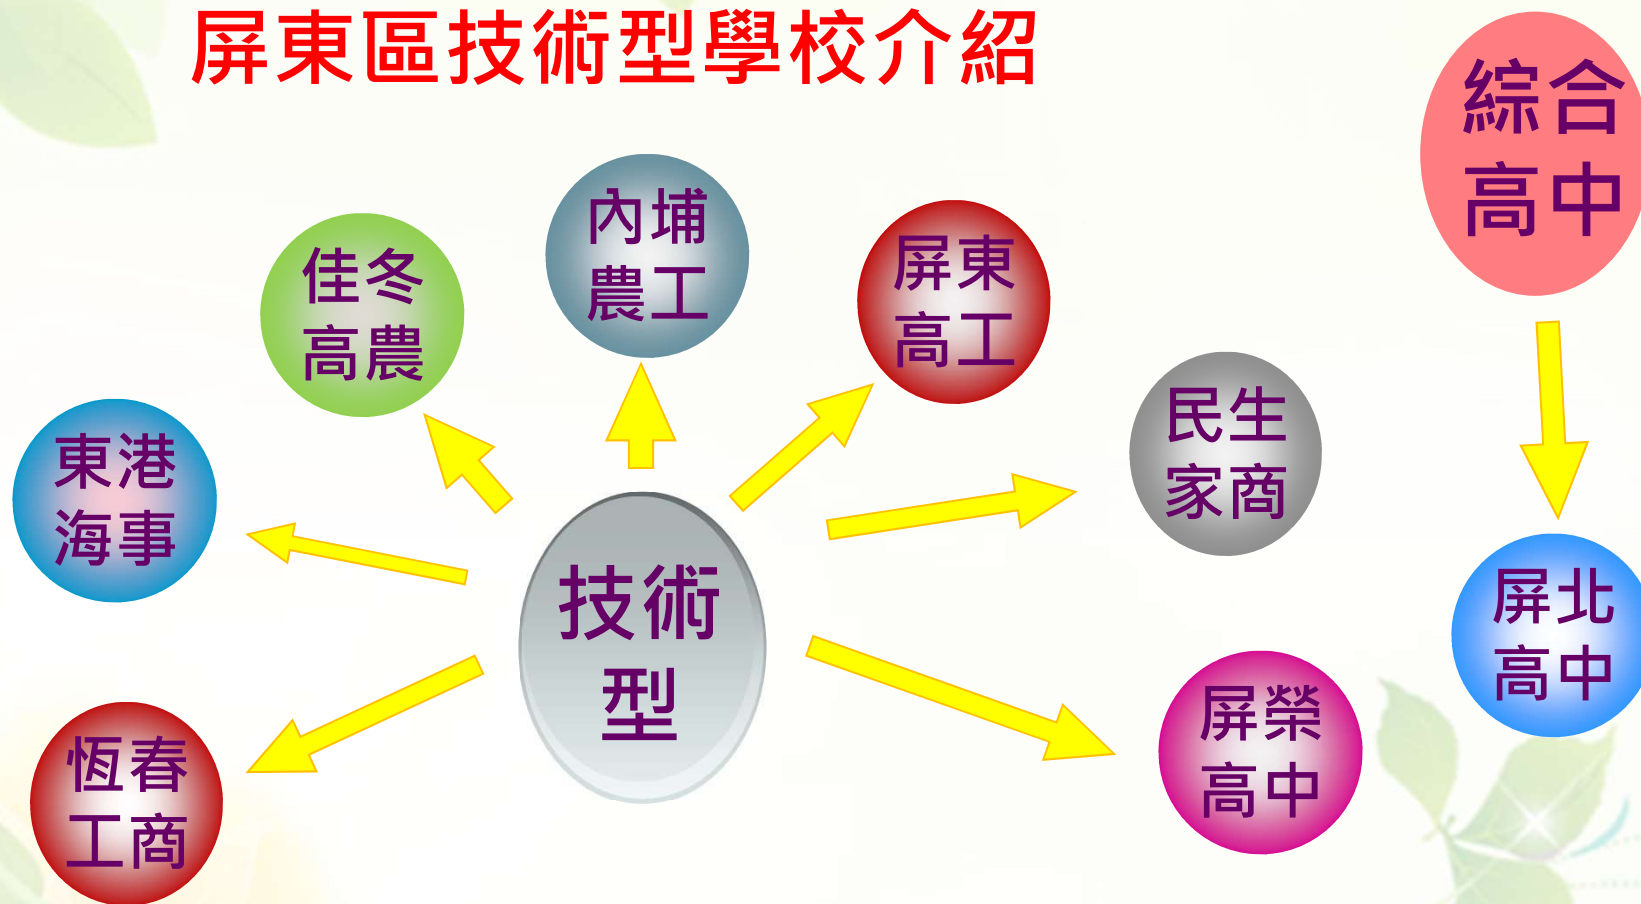 屏東區技術型學校介紹
綜合
高中
內埔
農工
屏東
高工
佳冬
高農
民生
家商
東港
海事
技術
型
屏北
高中
屏榮
高中
恆春
工商